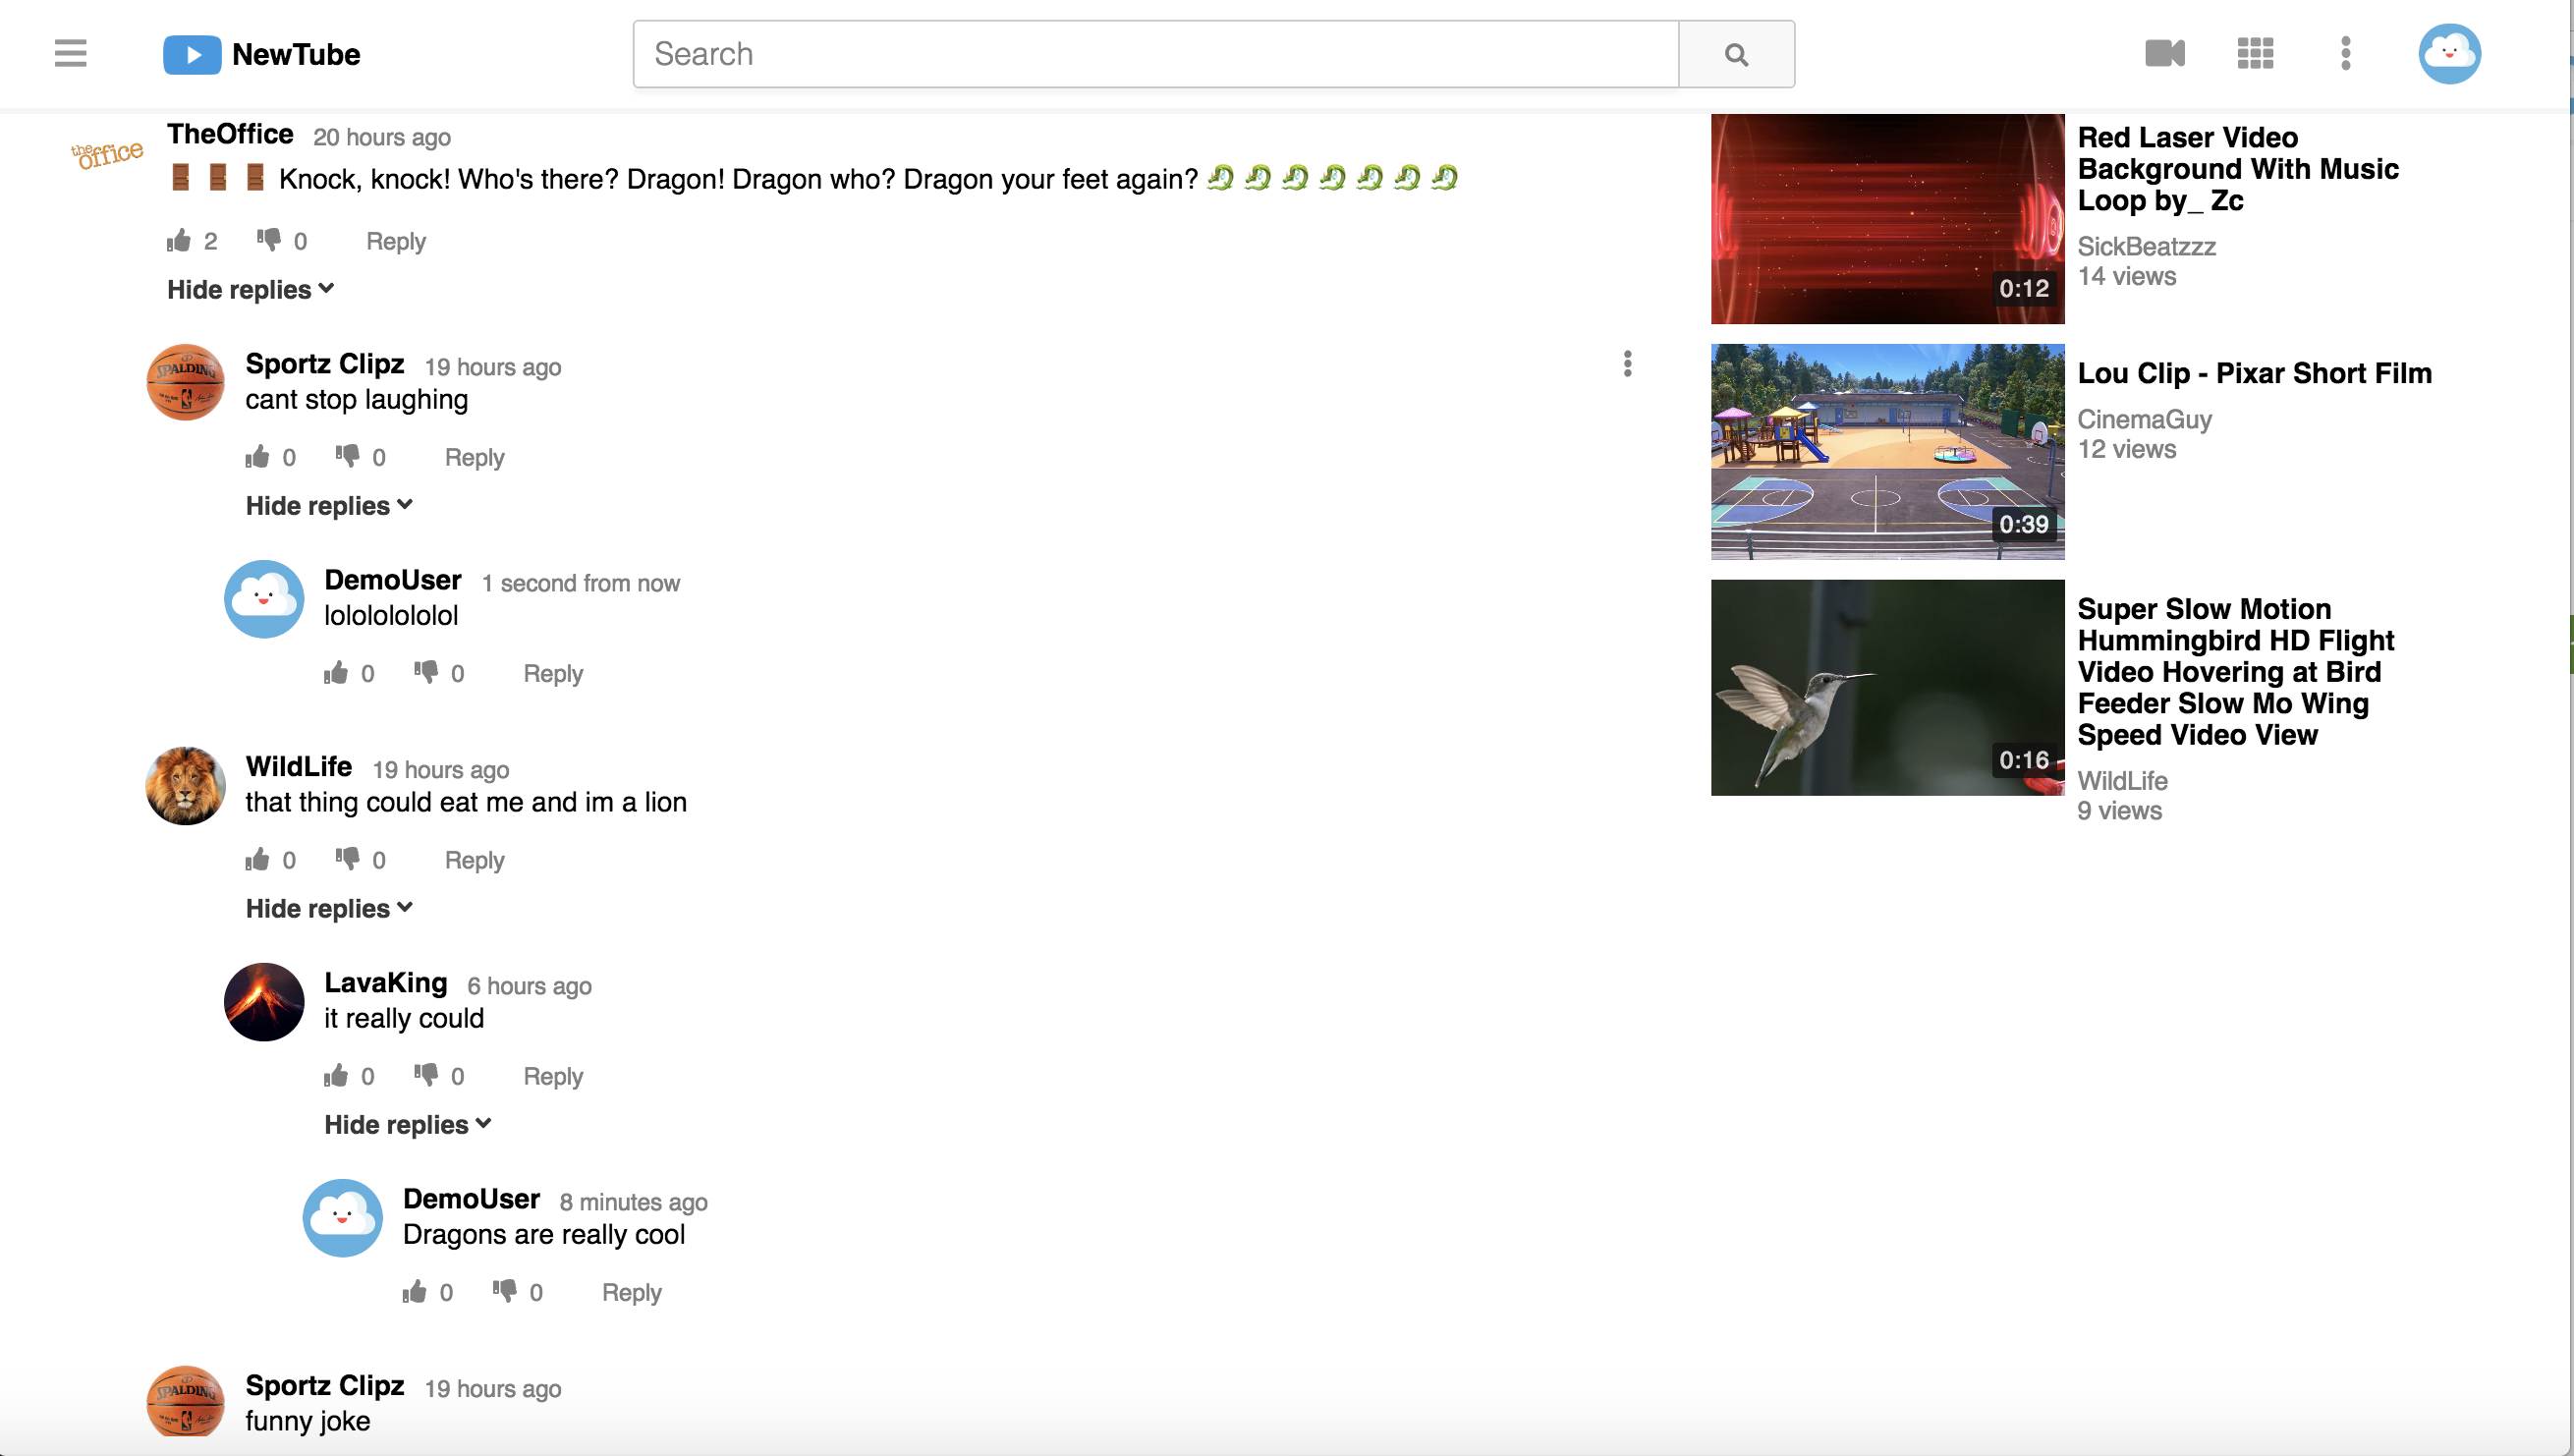 NewTube
Search
TheOffice 20 hours ago
the office
🚪 🚪 🚪 Knock, knock! Who's there? Dragon! Dragon who? Dragon your feet again? 🐉 🐉 🐉 🐉 🐉 🐉 🐉
2 0 Reply
Hide replies
Sportz Clipz 19 hours ago
SPALDING
cant stop laughing
0 0 Reply
Hide replies
DemoUser 1 second from now
lolololololol
0 0 Reply
WildLife 19 hours ago
that thing could eat me and im a lion
0 0 Reply
Hide replies
LavaKing 6 hours ago
it really could
0 0 Reply
Hide replies
DemoUser 8 minutes ago
Dragons are really cool
0 0 Reply
Sportz Clipz 19 hours ago
SPALDING
funny joke
0:12
Red Laser Video
Background With Music
Loop by_ Zc
SickBeatzzz
14 views
0:39
Lou Clip - Pixar Short Film
CinemaGuy
12 views
0:16
Super Slow Motion
Hummingbird HD Flight
Video Hovering at Bird
Feeder Slow Mo Wing
Speed Video View
WildLife
9 views